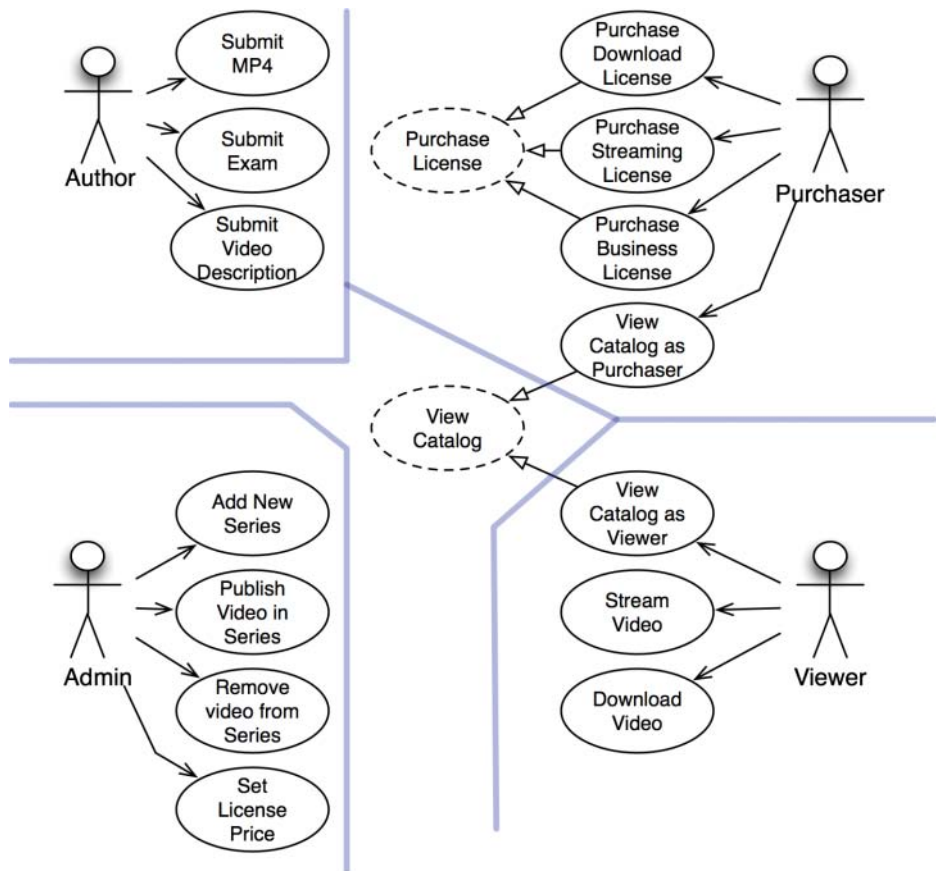 Submit
MP4
Submit
Exam
Author
Submit
Video
Description
Purchase
Download
License
Purchase
License
Purchase
Streaming
License
Purchaser
Purchase
Business
License
View
Catalog as
Purchaser
View
Catalog
Add New
Series
Publish
Video in
Series
Admin
Remove
video from
Series
Set
License
Price
View
Catalog as
Viewer
Stream
Video
Viewer
Download
Video